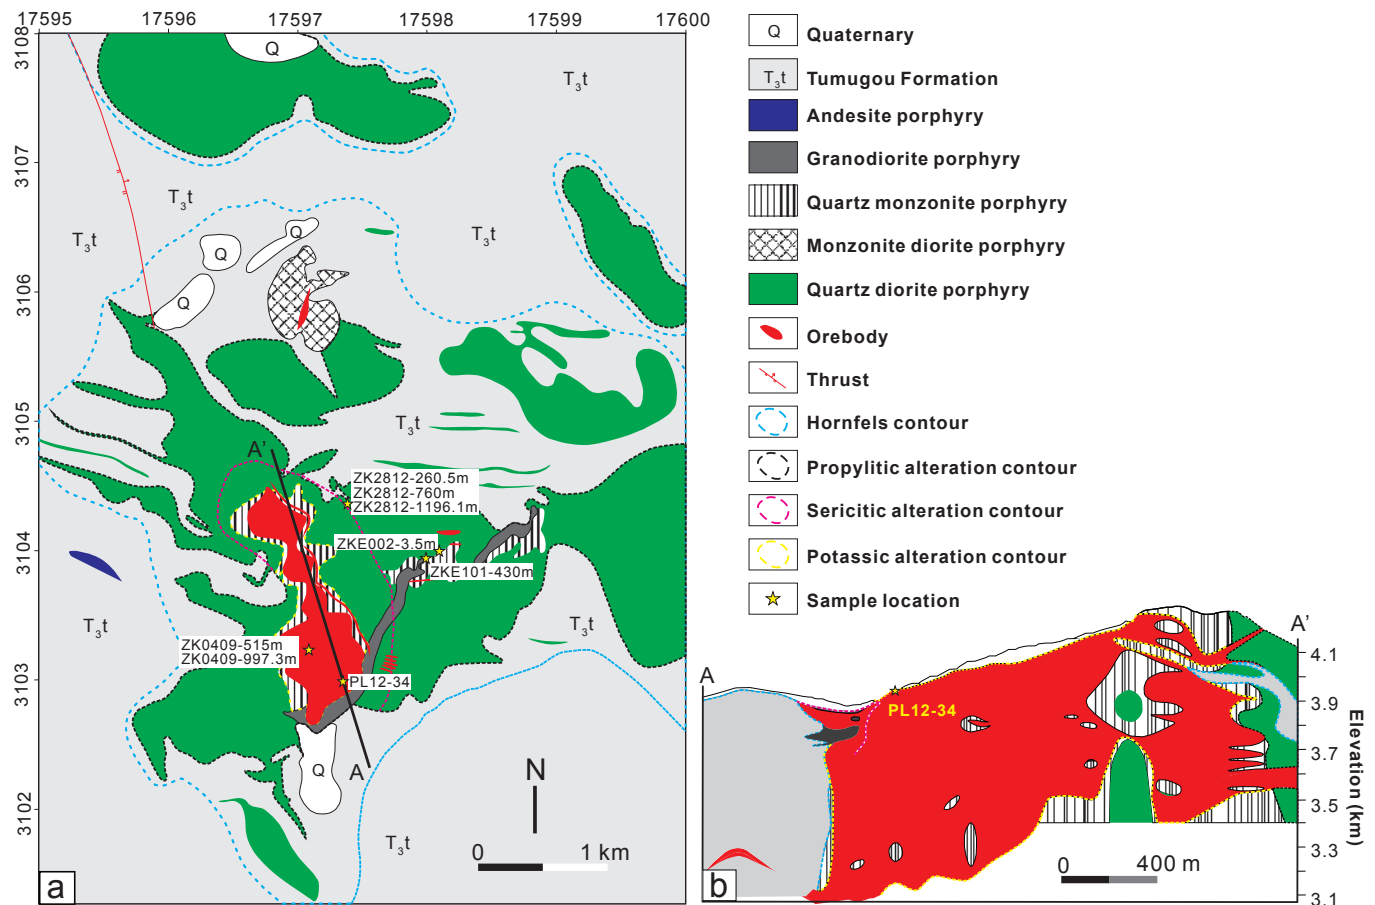 17595 17596 17597 17598 17599 17600
3108
3107
3106
3105
3104
3103
3102
Q
T3t
T3t
T3t
T3t
Q
Q
Q
T3t
A'
ZK2812-260.5m
ZK2812-760m
ZK2812-1196.1m
ZKE002-3.5m
ZKE101-430m
T3t
T3t
ZK0409-515m
ZK0409-997.3m
PL12-34
Q
A
N
T3t
0 1 km
a
Q Quaternary
T3t Tumugou Formation
Andesite porphyry
Granodiorite porphyry
Quartz monzonite porphyry
Monzonite diorite porphyry
Quartz diorite porphyry
Orebody
Thrust
Hornfels contour
Propylitic alteration contour
Sericitic alteration contour
Potassic alteration contour
Sample location
A
A'
PL12-34
4.1
3.9
3.7
3.5
3.3
3.1
Elevation (km)
0 400 m
b